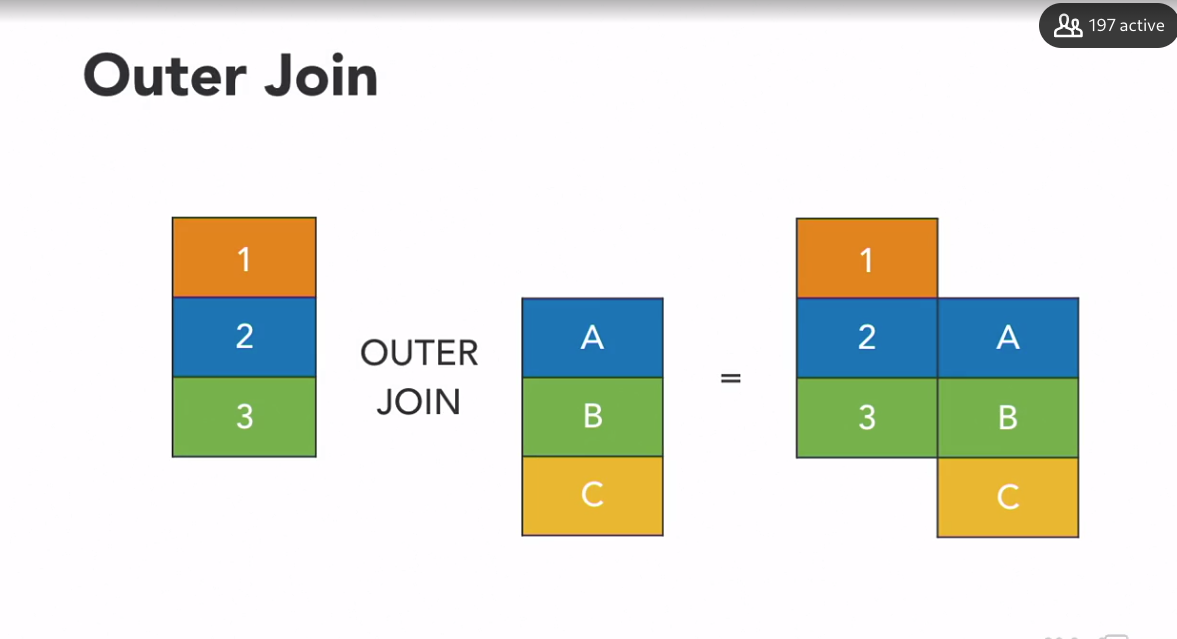 197 active
Outer Join
1
2
3
OUTER
JOIN
A
B
C
=
1
2 A
3 B
C